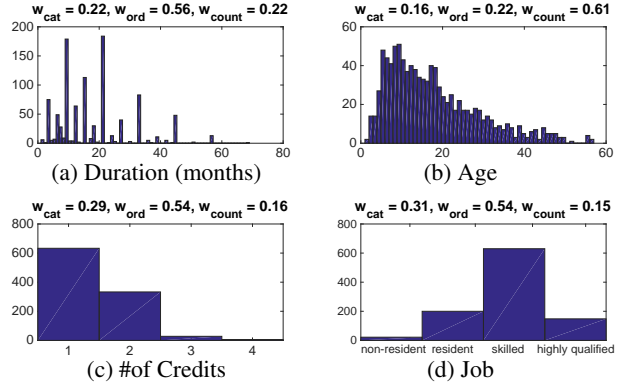 w_cat = 0.22, w_ord = 0.56, w_count = 0.22
200
150
100
50
0
0 20 40 60 80
(a) Duration (months)
w_cat = 0.16, w_ord = 0.22, w_count = 0.61
60
40
20
0
0 20 40 60
(b) Age
w_cat = 0.29, w_ord = 0.54, w_count = 0.16
800
600
400
200
0
1 2 3 4
(c) #of Credits
w_cat = 0.31, w_ord = 0.54, w_count = 0.15
800
600
400
200
0
non-resident resident skilled highly qualified
(d) Job